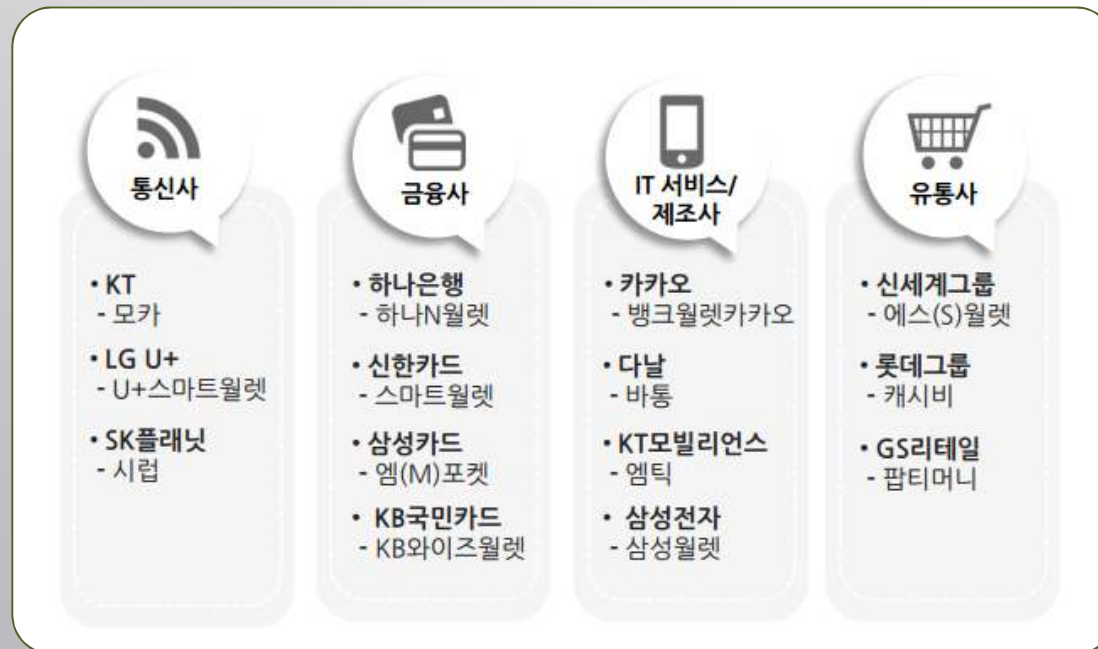 통신사
• KT
- 모카
• LG U+
- U+스마트월렛
• SK플래닛
- 시럽
금융사
• 하나은행
- 하나N월렛
• 신한카드
- 스마트월렛
• 삼성카드
- 엠(M)포켓
• KB국민카드
- KB와이즈월렛
IT 서비스/
제조사
• 카카오
- 뱅크월렛카카오
• 다날
- 바통
• KT모빌리언스
- 엠틱
• 삼성전자
- 삼성월렛
유통사
• 신세계그룹
- 에스(S)월렛
• 롯데그룹
- 캐시비
• GS리테일
- 팝티머니